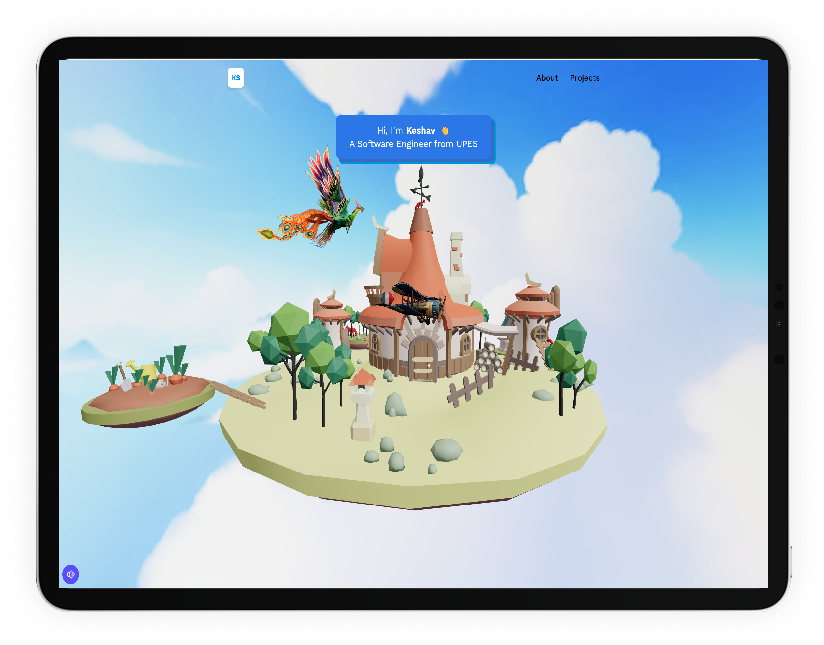 KS
About
Projects
Hi, I'm Keshav 👋
A Software Engineer from UPES